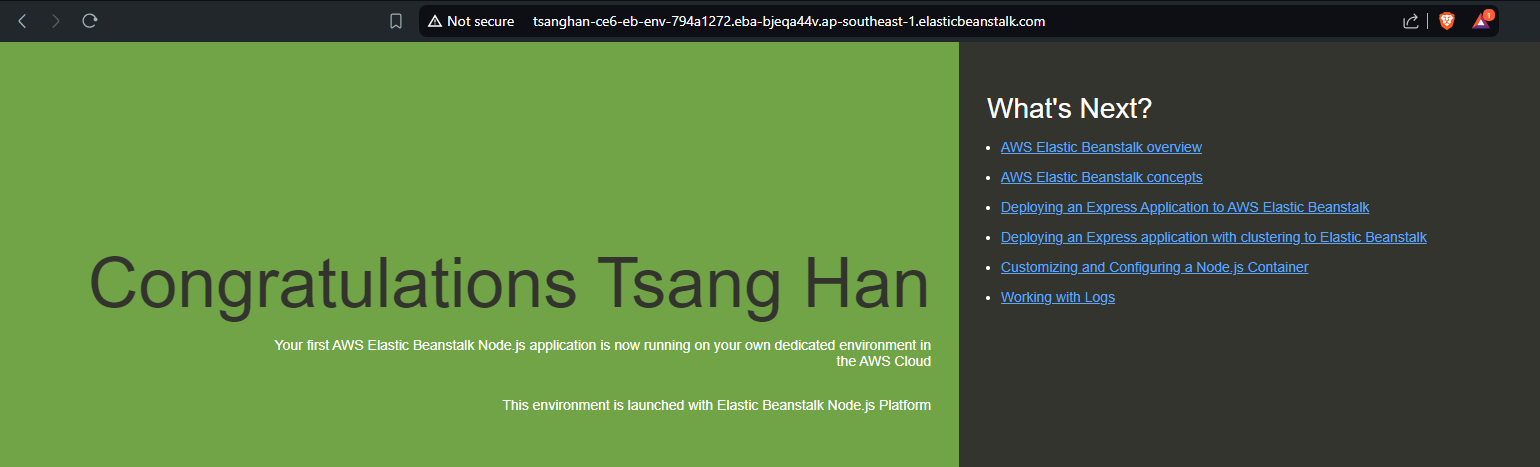 Not secure tsanghan-ce6-eb-env-794a1272.eba-bjeqa44v.ap-southeast-1.elasticbeanstalk.com
1
Congratulations Tsang Han
Your first AWS Elastic Beanstalk Node.js application is now running on your own dedicated environment in
the AWS Cloud
This environment is launched with Elastic Beanstalk Node.js Platform
What's Next?
AWS Elastic Beanstalk overview
AWS Elastic Beanstalk concepts
Deploying an Express Application to AWS Elastic Beanstalk
Deploying an Express application with clustering to Elastic Beanstalk
Customizing and Configuring a Node.js Container
Working with Logs